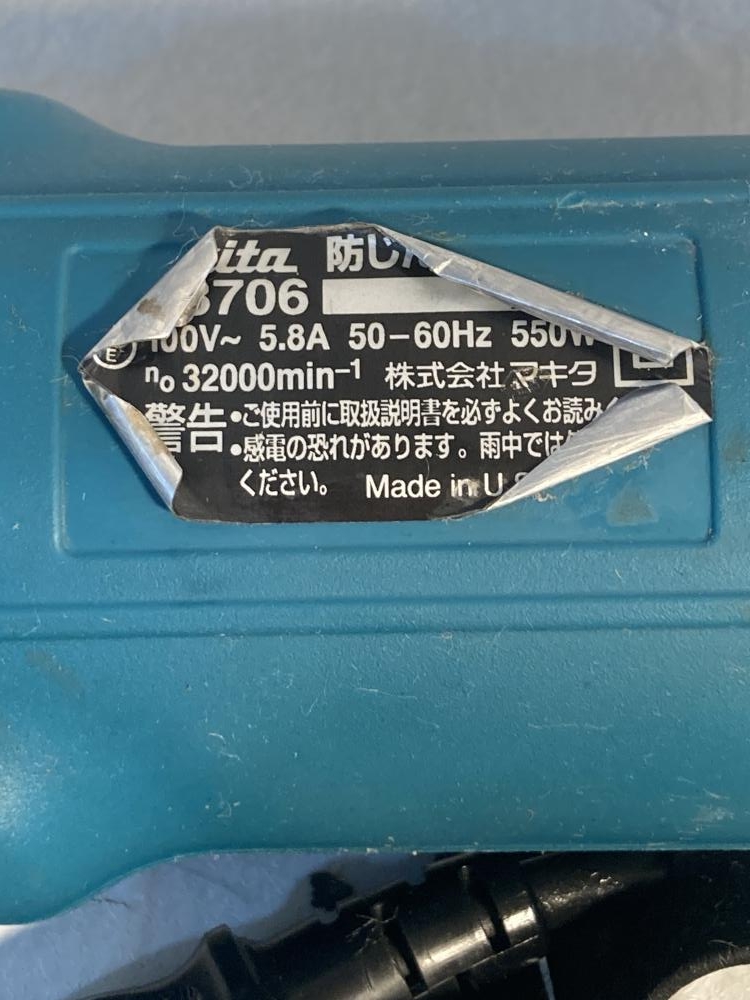 ita 防じ
3706
100V~ 5.8A 50-60Hz 550W
E
n₀ 32000min⁻¹ 株式会社マキタ
警告 •ご使用前に取扱説明書を必ずよくお読み
•感電の恐れがあります。雨中では
ください。 Made in U.S